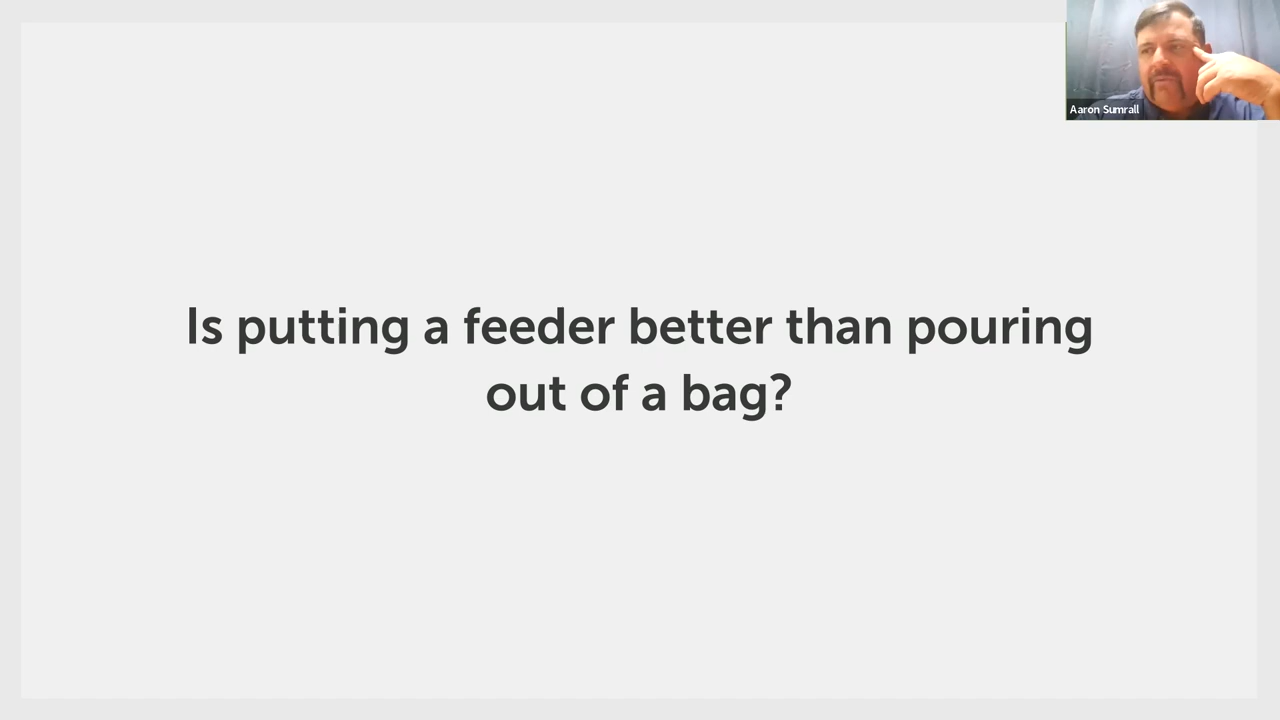 Aaron Sumrall
Is putting a feeder better than pouring
out of a bag?